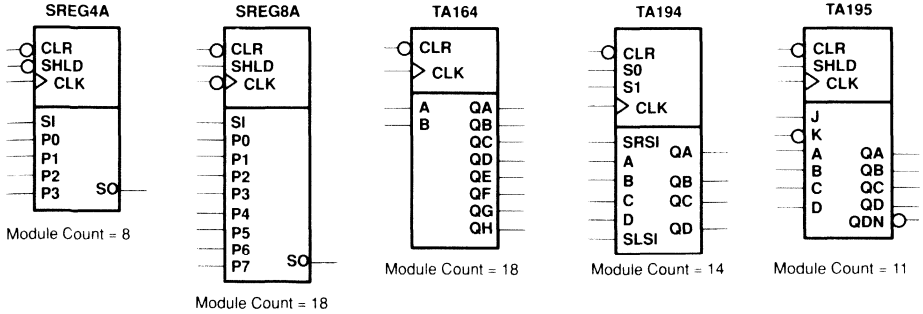 SREG4A
CLR
SHLD
CLK
SI
P0
P1
P2
P3
SO
Module Count = 8
SREG8A
CLR
SHLD
CLK
SI
P0
P1
P2
P3
P4
P5
P6
P7
SO
Module Count = 18
TA164
CLR
CLK
A QA
B QB
QC
QD
QE
QF
QG
QH
Module Count = 18
TA194
CLR
S0
S1
CLK
SRSI
A QA
B QB
C QC
D QD
SLSI
Module Count = 14
TA195
CLR
SHLD
CLK
J
K
A QA
B QB
C QC
D QD
QDN
Module Count = 11